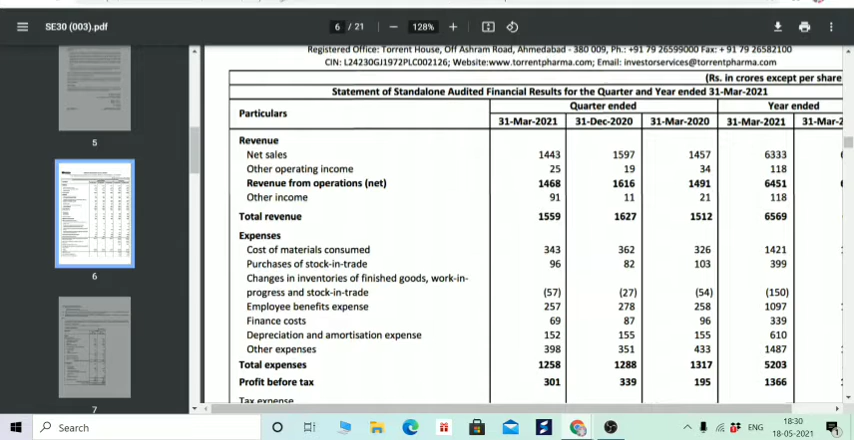 SE30 (003).pdf
6 / 21
128%
5
6
7
Registered Office: Torrent House, Off Ashram Road, Ahmedabad - 380 009, Ph.: +91 79 26599000 Fax: + 91 79 26582100
CIN: L24230GJ1972PLC002126; Website:www.torrentpharma.com; Email: investorservices@torrentpharma.com
(Rs. in crores except per share
Statement of Standalone Audited Financial Results for the Quarter and Year ended 31-Mar-2021
Particulars Quarter ended Year ended
31-Mar-2021 31-Dec-2020 31-Mar-2020 31-Mar-2021 31-Mar-2
Revenue
Net sales 1443 1597 1457 6333
Other operating income 25 19 34 118
Revenue from operations (net) 1468 1616 1491 6451
Other income 91 11 21 118
Total revenue 1559 1627 1512 6569
Expenses
Cost of materials consumed 343 362 326 1421
Purchases of stock-in-trade 96 82 103 399
Changes in inventories of finished goods, work-in-
progress and stock-in-trade (57) (27) (54) (150)
Employee benefits expense 257 278 258 1097
Finance costs 69 87 96 339
Depreciation and amortisation expense 152 155 155 610
Other expenses 398 351 433 1487
Total expenses 1258 1288 1317 5203
Profit before tax 301 339 195 1366
Tax expense
Search
ENG
18:30
18-05-2021